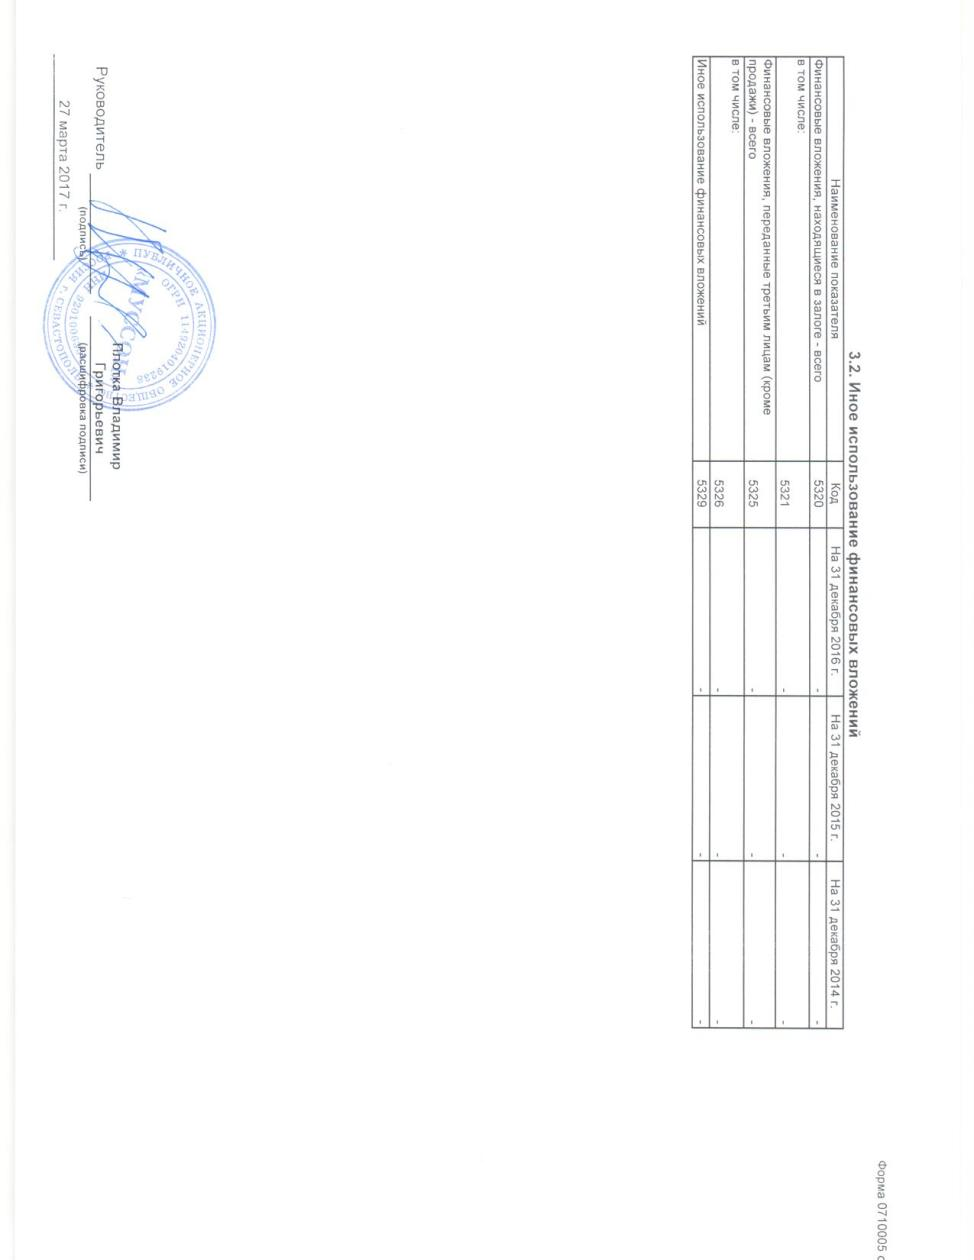 Форма 0710005 с
3.2. Иное использование финансовых вложений
Наименование показателя Код На 31 декабря 2016 г. На 31 декабря 2015 г. На 31 декабря 2014 г.
Финансовые вложения, находящиеся в залоге - всего 5320 - - -
в том числе:
5321 - - -
Финансовые вложения, переданные третьим лицам (кроме
продажи) - всего 5325 - - -
в том числе:
5326 - - -
Иное использование финансовых вложений 5329 - - -
Плотка Владимир
Руководитель Григорьевич
(подпись) (расшифровка подписи)
27 марта 2017 г.
* ПУБЛИЧНОЕ АКЦИОНЕРНОЕ ОБЩЕСТВО
ОГРН 1149204019238
"МУССОН"
ИНН
г. СЕВАСТОПОЛЬ